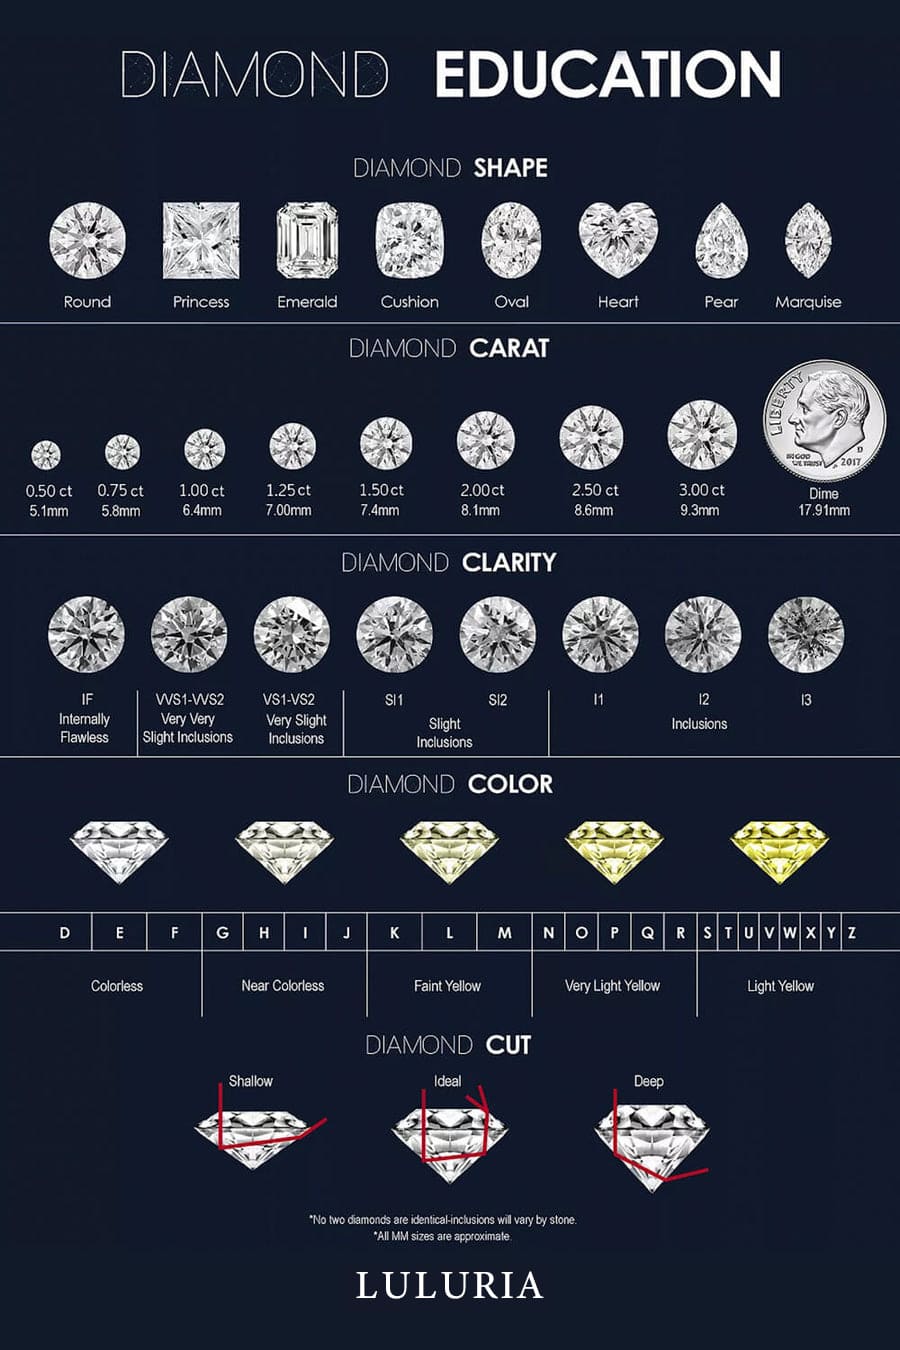 DIAMOND EDUCATION
DIAMOND SHAPE
Round Princess Emerald Cushion Oval Heart Pear Marquise
DIAMOND CARAT
LIBERTY
IN GOD
WE TRUST
D
2017
0.50 ct 0.75 ct 1.00 ct 1.25 ct 1.50 ct 2.00 ct 2.50 ct 3.00 ct Dime
5.1mm 5.8mm 6.4mm 7.00mm 7.4mm 8.1mm 8.6mm 9.3mm 17.91mm
DIAMOND CLARITY
IF VVS1-VVS2 VS1-VS2 SI1 SI2 I1 I2 I3
Internally Very Very Very Slight Slight Inclusions
Flawless Slight Inclusions Inclusions Inclusions
DIAMOND COLOR
D E F G H I J K L M N O P Q R S T U V W X Y Z
Colorless Near Colorless Faint Yellow Very Light Yellow Light Yellow
DIAMOND CUT
Shallow Ideal Deep
*No two diamonds are identical-inclusions will vary by stone.
*All MM sizes are approximate.
LULURIA